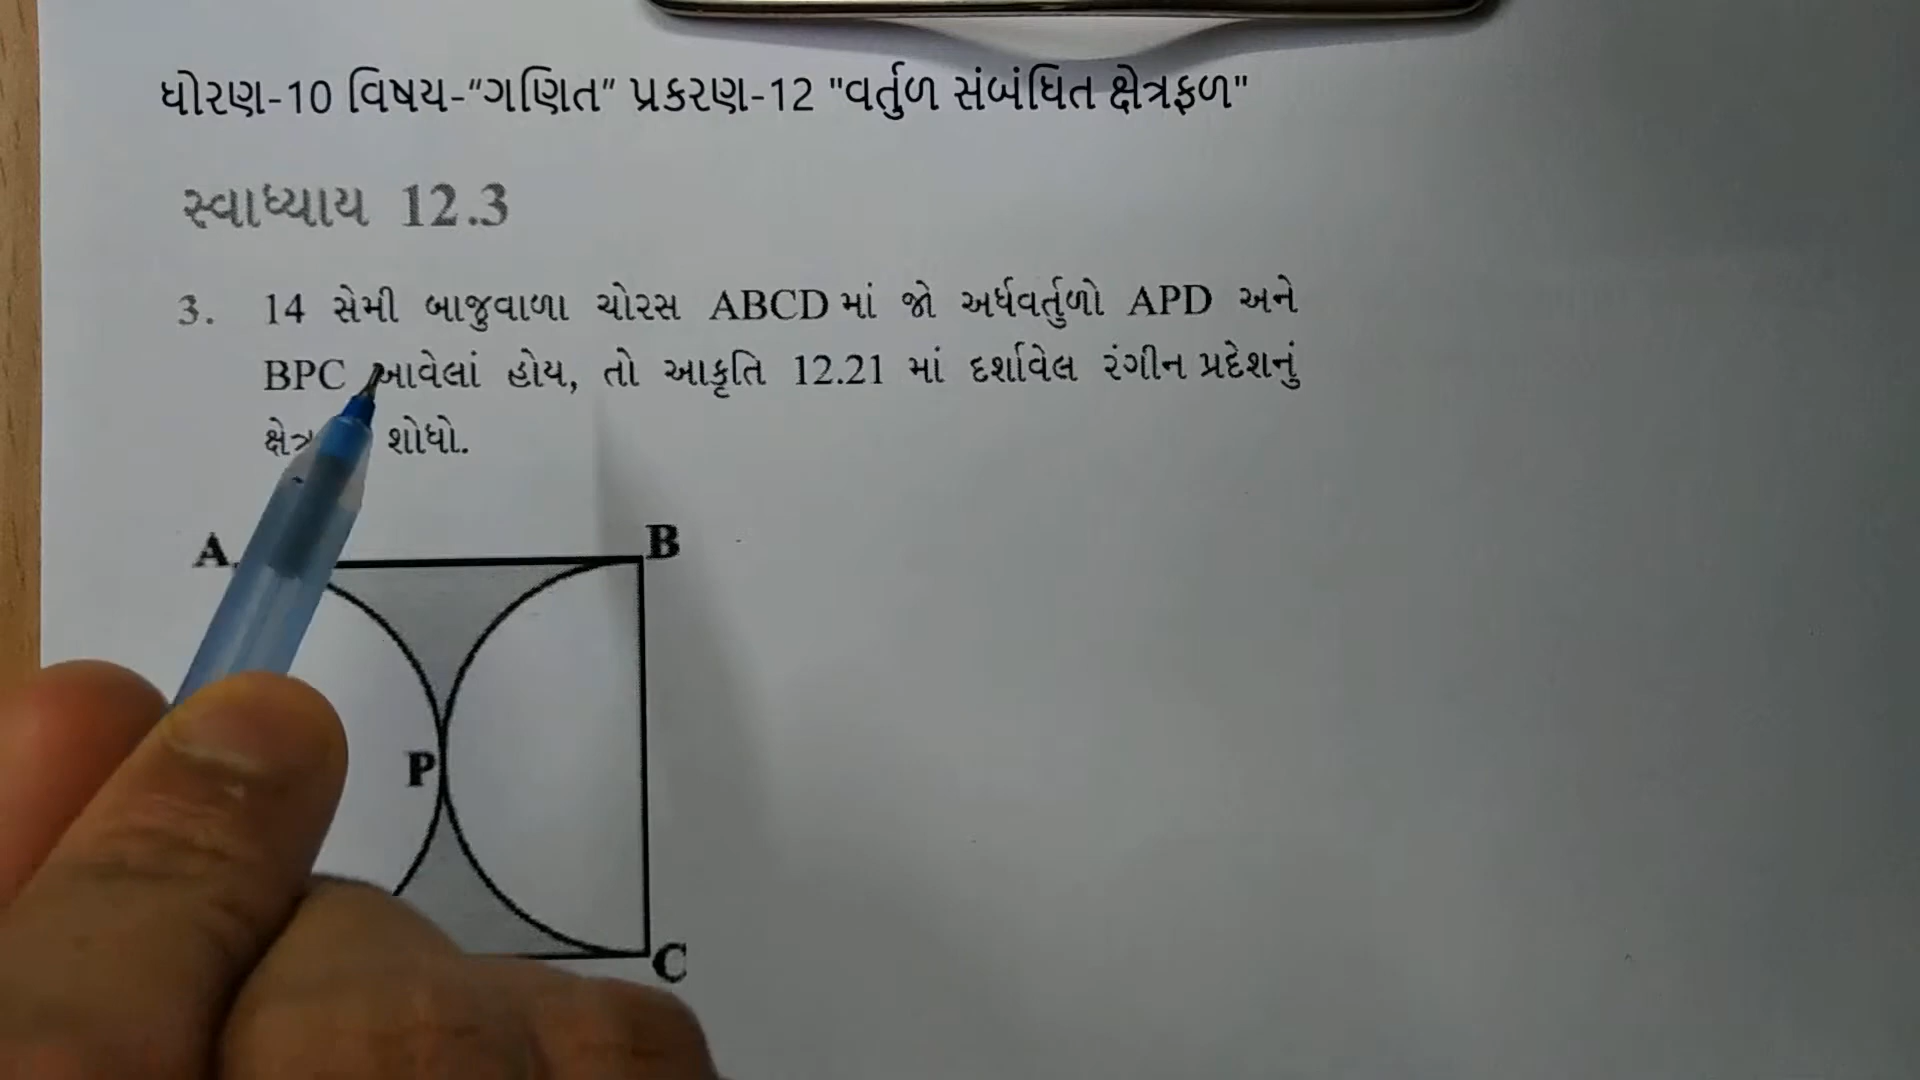 ધોરણ-10 વિષય-"ગણિત" પ્રકરણ-12 "વર્તુળ સંબંધિત ક્ષેત્રફળ"
સ્વાધ્યાય 12.3
3. 14 સેમી બાજુવાળા ચોરસ ABCD માં જો અર્ધવર્તુળો APD અને
BPC આવેલાં હોય, તો આકૃતિ 12.21 માં દર્શાવેલ રંગીન પ્રદેશનું
શોધો.
A B
P
C